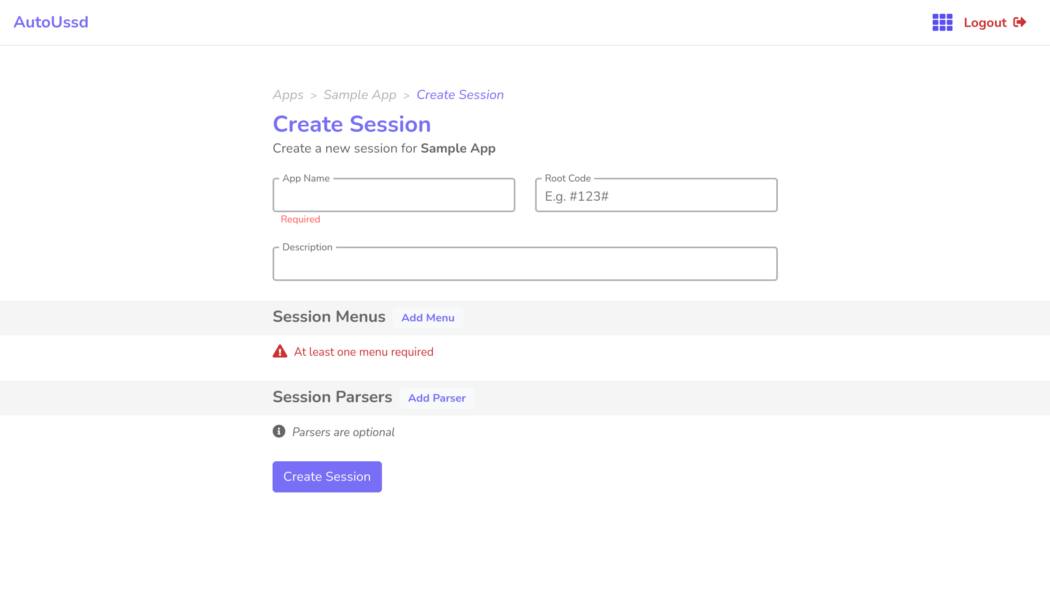 AutoUssd
Logout
Apps > Sample App > Create Session
Create Session
Create a new session for Sample App
App Name
Root Code
E.g. #123#
Required
Description
Session Menus Add Menu
At least one menu required
Session Parsers Add Parser
Parsers are optional
Create Session